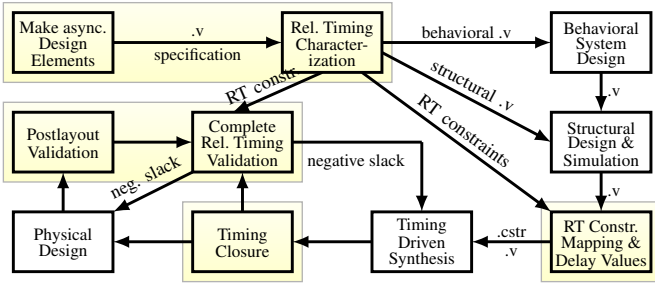 Make async.
Design
Elements
.v
specification
Rel. Timing
Character-
ization
behavioral .v
Behavioral
System
Design
RT constr.
structural .v
.v
RT constraints
Postlayout
Validation
Complete
Rel. Timing
Validation
negative slack
Structural
Design &
Simulation
neg. slack
.v
Physical
Design
Timing
Closure
Timing
Driven
Synthesis
.cstr
.v
RT Constr.
Mapping &
Delay Values